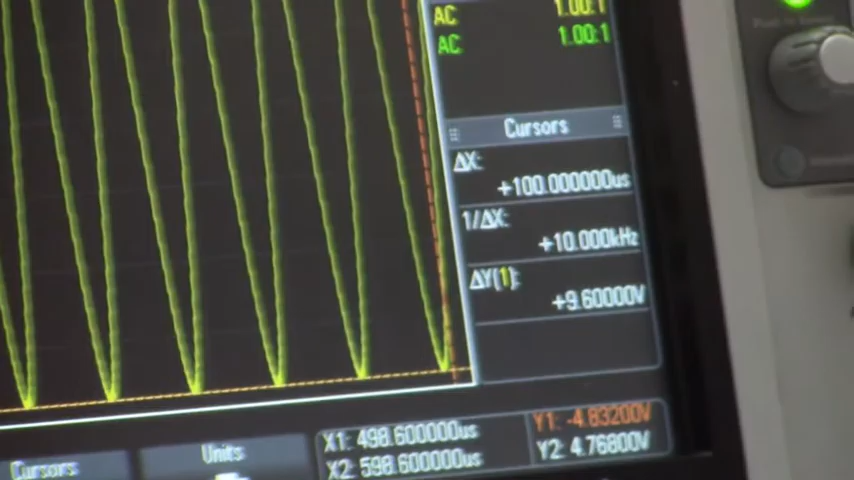 AC 1.00:1
AC 1.00:1
Cursors
ΔX:
+100.000000us
1/ΔX:
+10.000kHz
ΔY(1):
+9.60000V
Cursors
Units
X1: 498.600000us
X2: 598.600000us
Y1: -4.83200V
Y2: 4.76800V